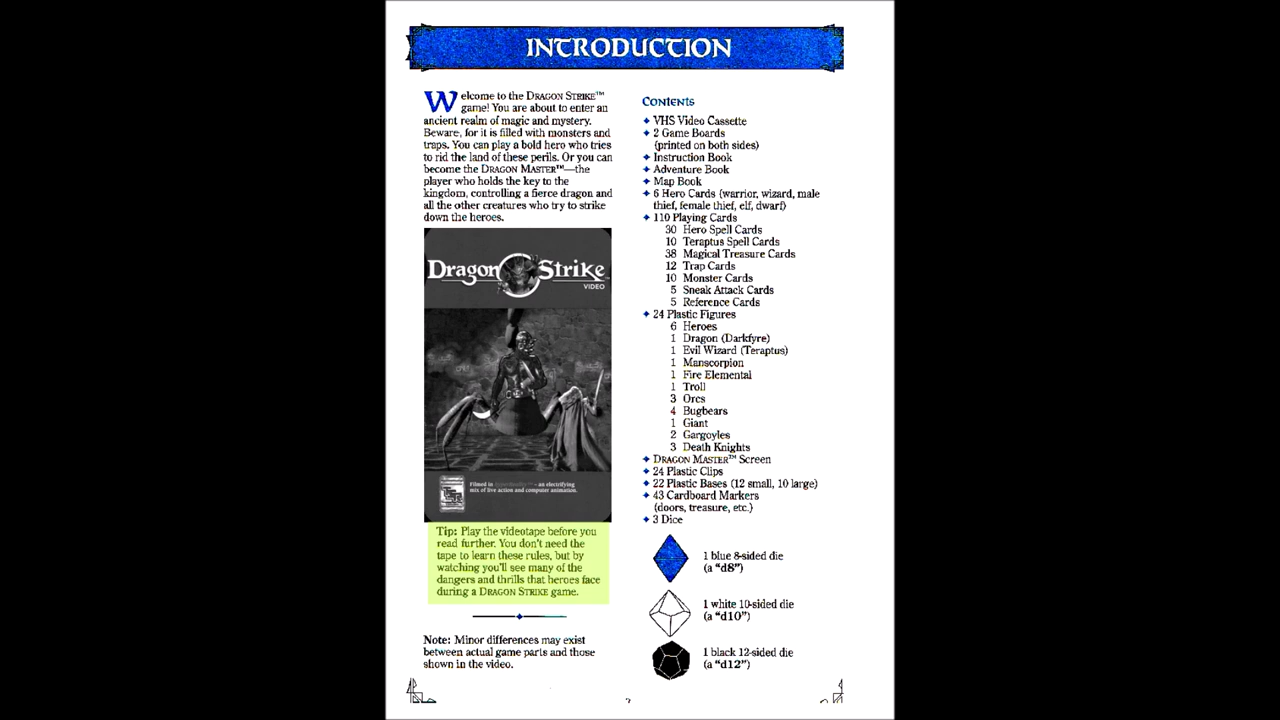 INTRODUCTION
Welcome to the DRAGON STRIKE™
game! You are about to enter an
ancient realm of magic and mystery.
Beware, for it is filled with monsters and
traps. You can play a bold hero who tries
to rid the land of these perils. Or you can
become the DRAGON MASTER™—the
player who holds the key to the
kingdom, controlling a fierce dragon and
all the other creatures who try to strike
down the heroes.
Dragon Strike
VIDEO
TSR
Filmed in – an electrifying
mix of live action and computer animation.
Tip: Play the videotape before you
read further. You don't need the
tape to learn these rules, but by
watching you'll see many of the
dangers and thrills that heroes face
during a DRAGON STRIKE game.
Note: Minor differences may exist
between actual game parts and those
shown in the video.
CONTENTS
✦ VHS Video Cassette
✦ 2 Game Boards
(printed on both sides)
✦ Instruction Book
✦ Adventure Book
✦ Map Book
✦ 6 Hero Cards (warrior, wizard, male
thief, female thief, elf, dwarf)
✦ 110 Playing Cards
30 Hero Spell Cards
10 Teraptus Spell Cards
38 Magical Treasure Cards
12 Trap Cards
10 Monster Cards
5 Sneak Attack Cards
5 Reference Cards
✦ 24 Plastic Figures
6 Heroes
1 Dragon (Darkfyre)
1 Evil Wizard (Teraptus)
1 Manscorpion
1 Fire Elemental
1 Troll
3 Orcs
4 Bugbears
1 Giant
2 Gargoyles
3 Death Knights
✦ DRAGON MASTER™ Screen
✦ 24 Plastic Clips
✦ 22 Plastic Bases (12 small, 10 large)
✦ 43 Cardboard Markers
(doors, treasure, etc.)
✦ 3 Dice
1 blue 8-sided die
(a "d8")
1 white 10-sided die
(a "d10")
1 black 12-sided die
(a "d12")